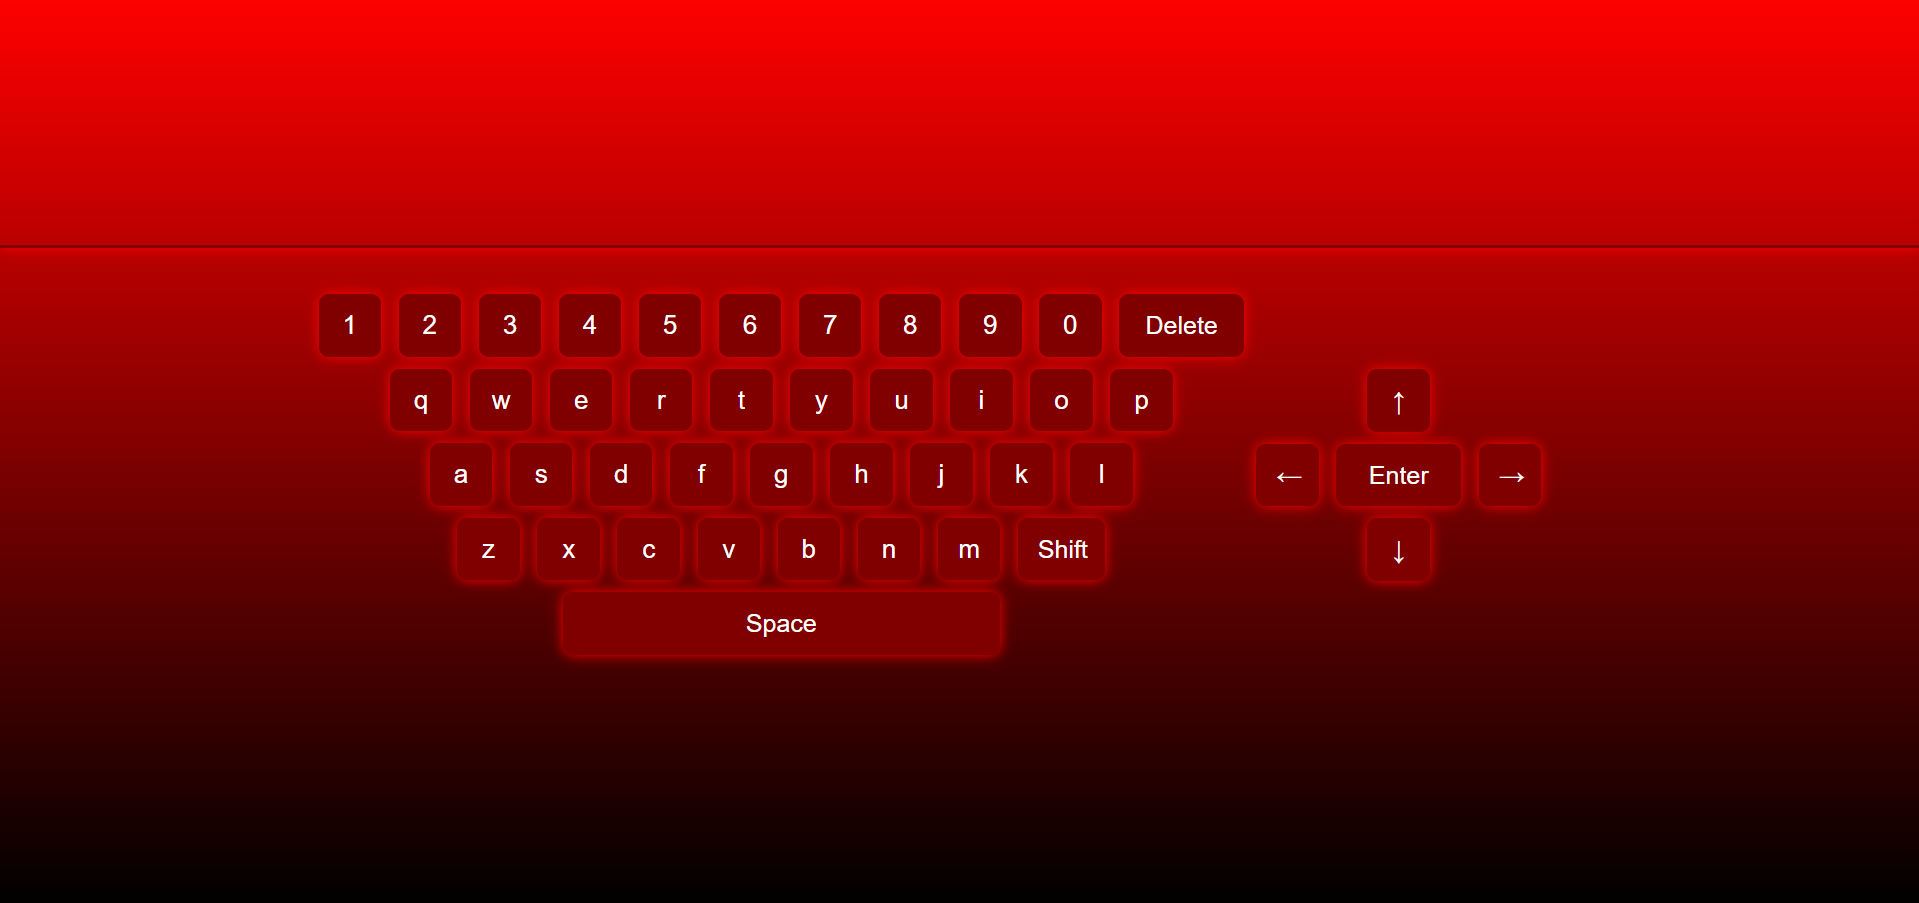 1 2 3 4 5 6 7 8 9 0 Delete
q w e r t y u i o p ↑
a s d f g h j k l ← Enter →
z x c v b n m Shift ↓
Space